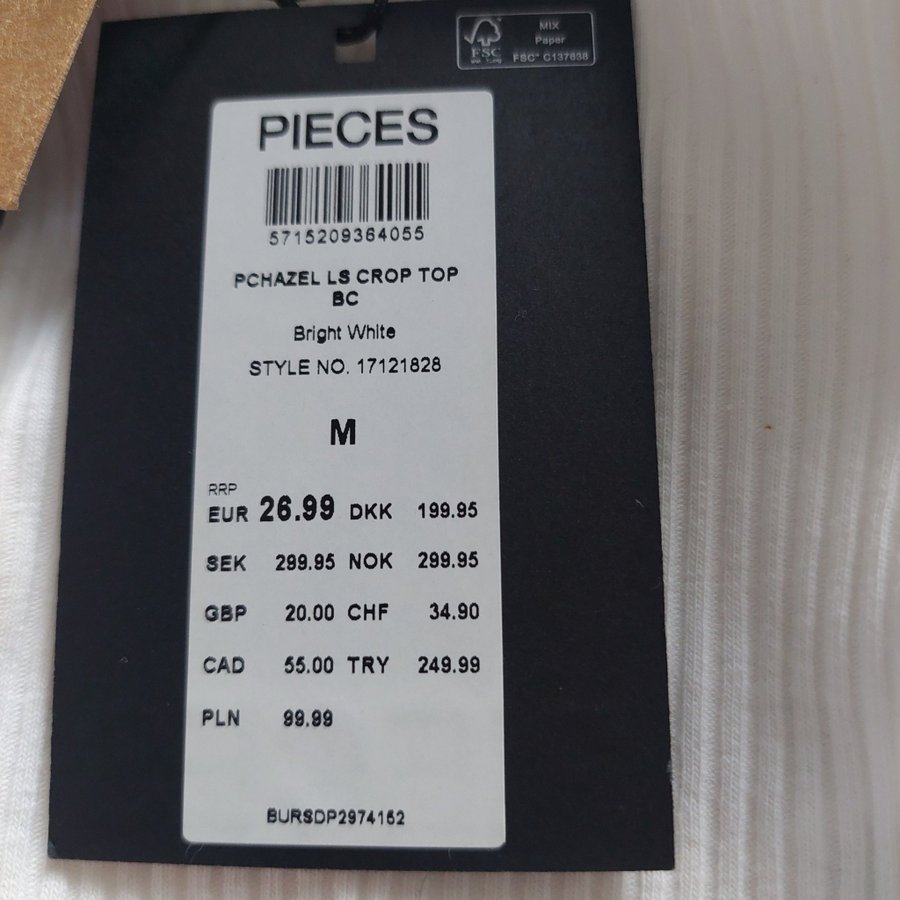 MIX
Paper
FSC
FSC® C137638
PIECES
5715209364055
PCHAZEL LS CROP TOP
BC
Bright White
STYLE NO. 17121828
M
RRP
EUR 26.99 DKK 199.95
SEK 299.95 NOK 299.95
GBP 20.00 CHF 34.90
CAD 55.00 TRY 249.99
PLN 99.99
BURSDP2974152